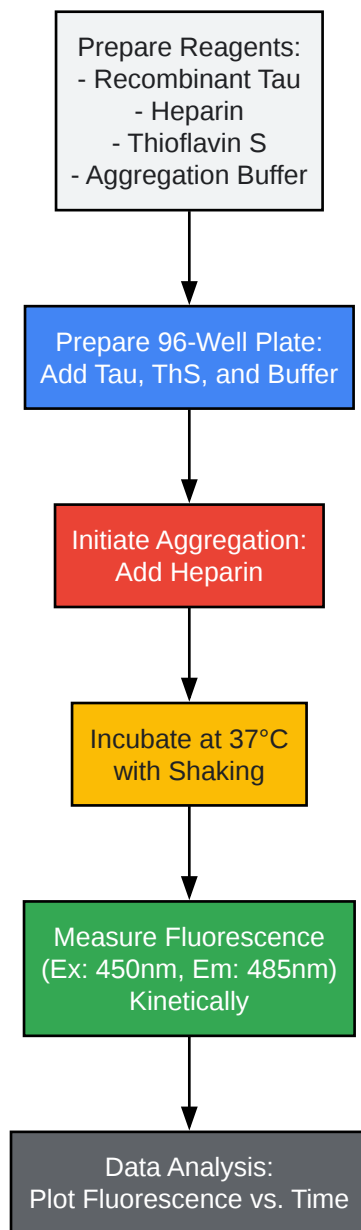 Prepare Reagents:
- Recombinant Tau
- Heparin
- Thioflavin S
- Aggregation Buffer
Prepare 96-Well Plate:
Add Tau, ThS, and Buffer
Initiate Aggregation:
Add Heparin
Incubate at 37°C
with Shaking
Measure Fluorescence
(Ex: 450nm, Em: 485nm)
Kinetically
Data Analysis:
Plot Fluorescence vs. Time